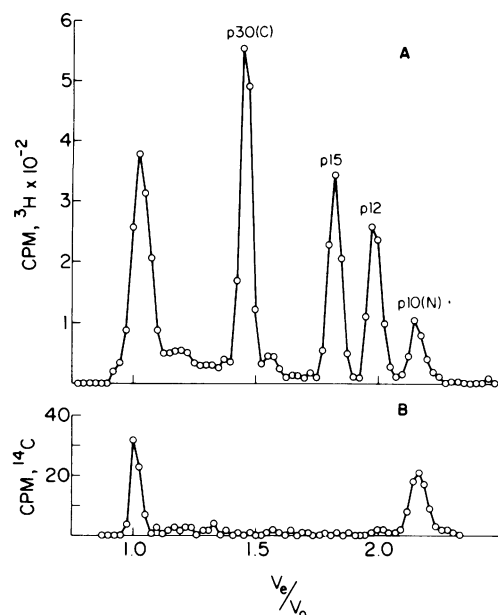 A
CPM, ³H x 10⁻²
6
5
4
3
2
1
p30(C)
p15
p12
p10(N)
B
CPM, ¹⁴C
40
20
1.0
1.5
2.0
Ve/Vo